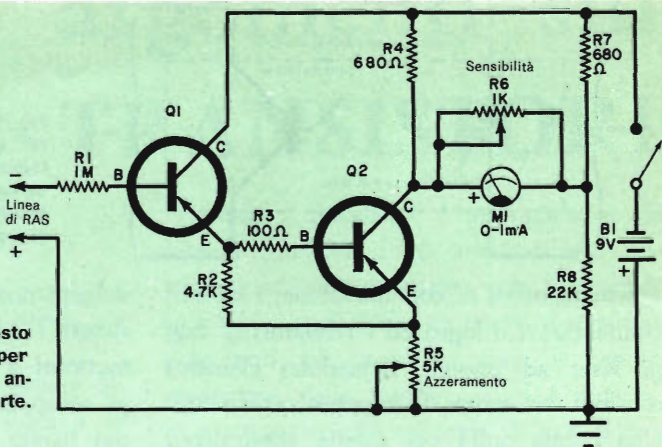 Q1
R1
1M
B
C
E
−
Linea
di RAS
+
R2
4.7K
R3
100Ω
Q2
B
C
E
R4
680Ω
Sensibilità
R6
1K
+
M1
0-1mA
R7
680
Ω
B1
9V
+
R8
22K
R5
5K
Azzeramento
esto
per
an-
rte.